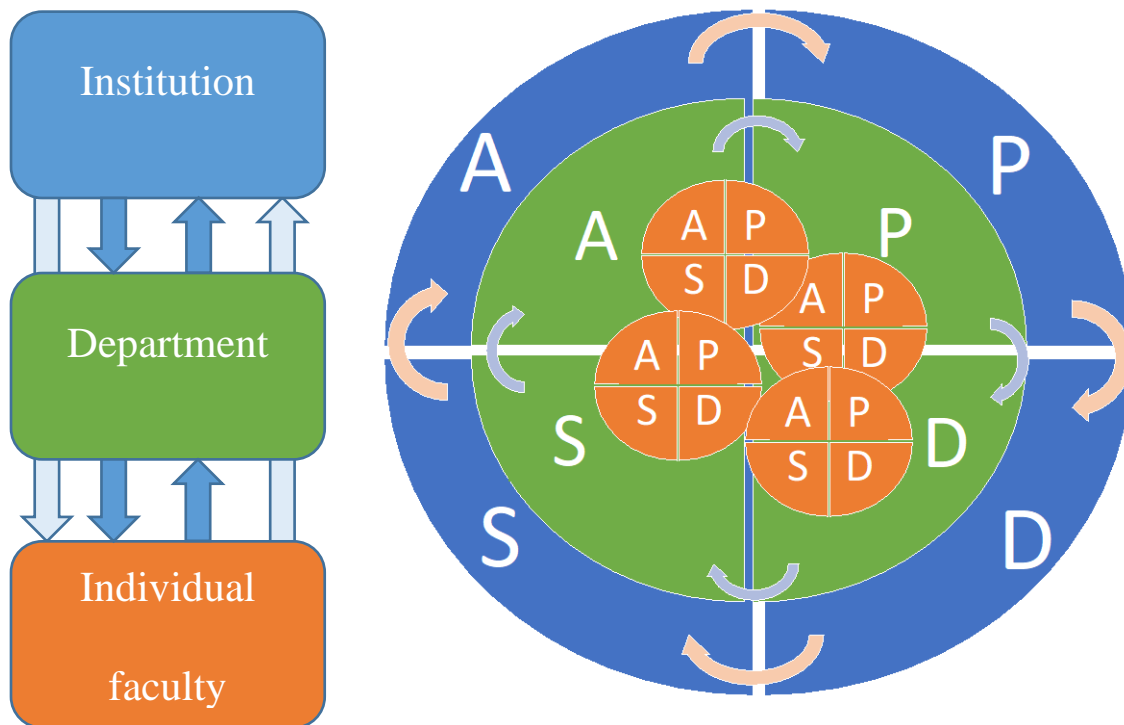 Institution
Department
Individual
faculty
A P
A P
A P
S D
A P
S D
A P
S D
A P
S D
S D
S D